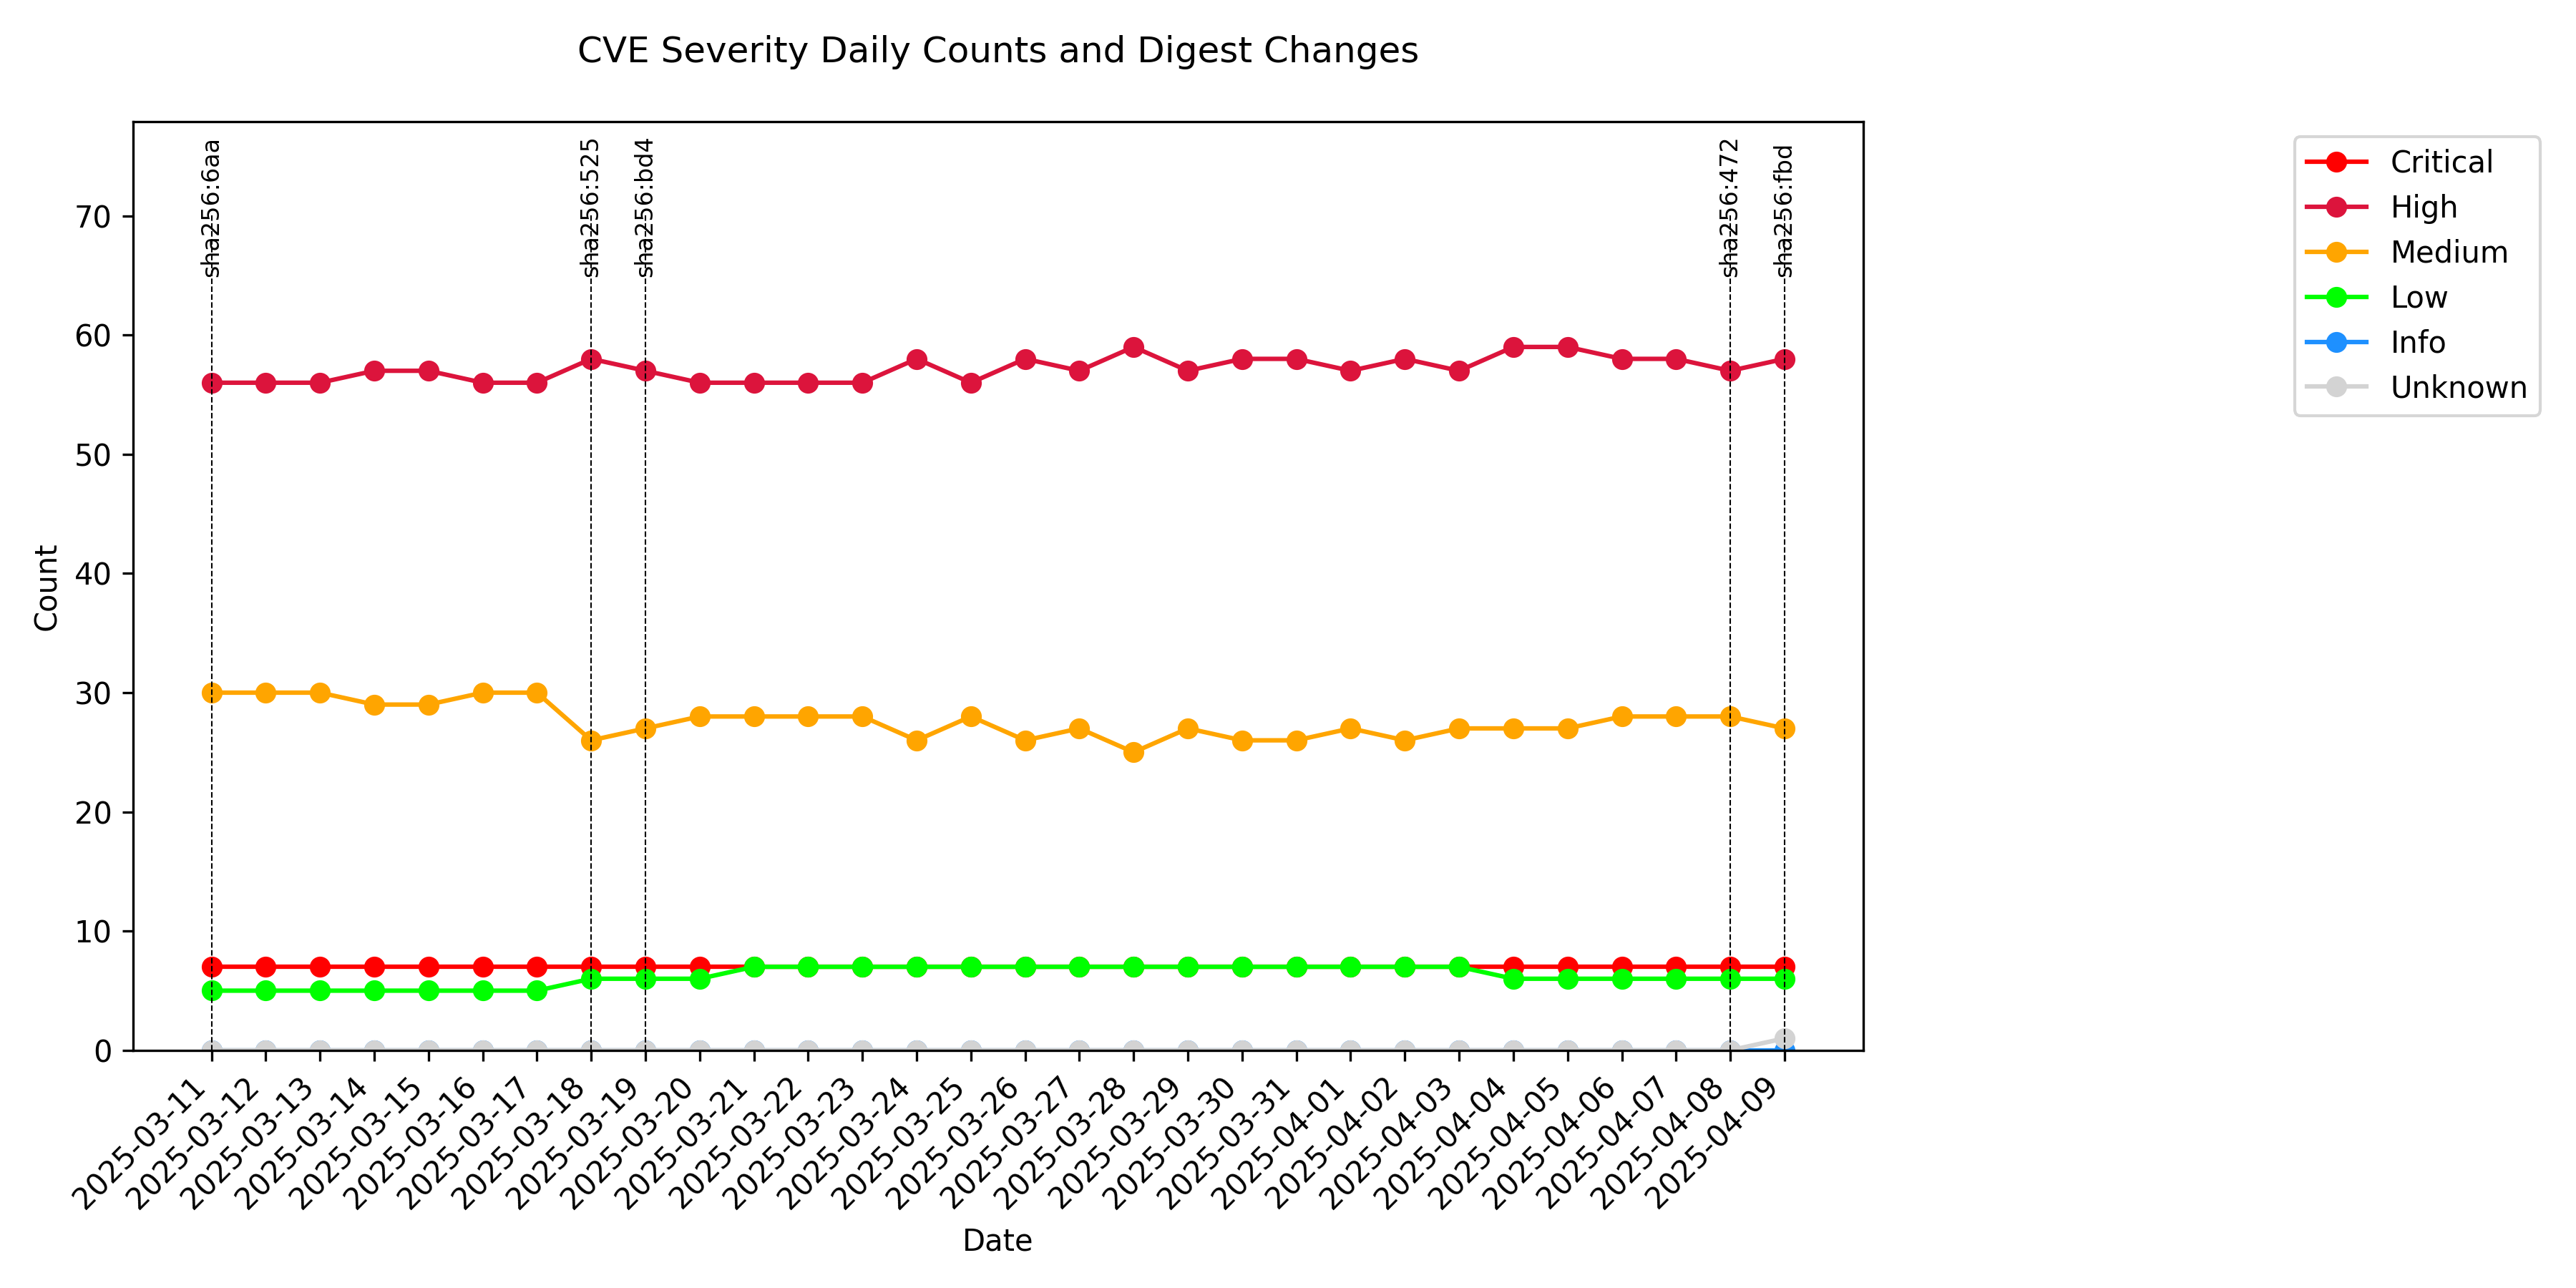 CVE Severity Daily Counts and Digest Changes
sha256:6aa
sha256:525
sha256:bd4
sha256:472
sha256:fbd
Critical
High
Medium
Low
Info
Unknown
70
60
50
40
30
20
10
0
Count
2025-03-11
2025-03-12
2025-03-13
2025-03-14
2025-03-15
2025-03-16
2025-03-17
2025-03-18
2025-03-19
2025-03-20
2025-03-21
2025-03-22
2025-03-23
2025-03-24
2025-03-25
2025-03-26
2025-03-27
2025-03-28
2025-03-29
2025-03-30
2025-03-31
2025-04-01
2025-04-02
2025-04-03
2025-04-04
2025-04-05
2025-04-06
2025-04-07
2025-04-08
2025-04-09
Date